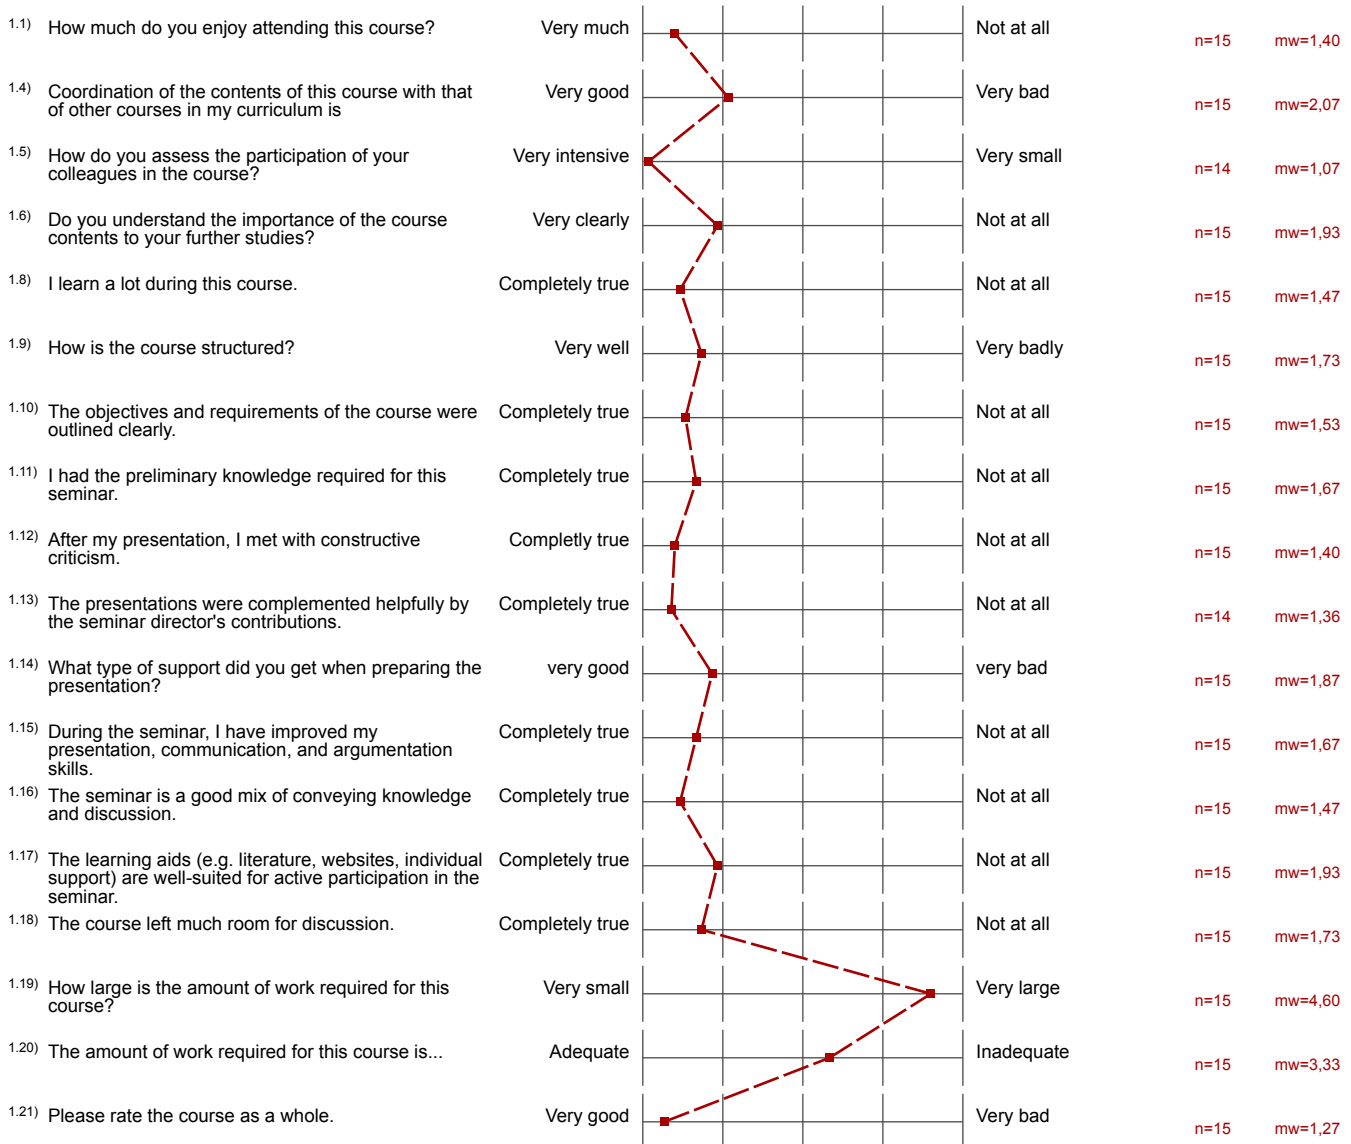 1.1) How much do you enjoy attending this course? Very much Not at all n=15 mw=1,40
1.4) Coordination of the contents of this course with that Very good Very bad n=15 mw=2,07
of other courses in my curriculum is
1.5) How do you assess the participation of your Very intensive Very small n=14 mw=1,07
colleagues in the course?
1.6) Do you understand the importance of the course Very clearly Not at all n=15 mw=1,93
contents to your further studies?
1.8) I learn a lot during this course. Completely true Not at all n=15 mw=1,47
1.9) How is the course structured? Very well Very badly n=15 mw=1,73
1.10) The objectives and requirements of the course were Completely true Not at all n=15 mw=1,53
outlined clearly.
1.11) I had the preliminary knowledge required for this Completely true Not at all n=15 mw=1,67
seminar.
1.12) After my presentation, I met with constructive Completly true Not at all n=15 mw=1,40
criticism.
1.13) The presentations were complemented helpfully by Completely true Not at all n=14 mw=1,36
the seminar director's contributions.
1.14) What type of support did you get when preparing the very good very bad n=15 mw=1,87
presentation?
1.15) During the seminar, I have improved my Completely true Not at all n=15 mw=1,67
presentation, communication, and argumentation
skills.
1.16) The seminar is a good mix of conveying knowledge Completely true Not at all n=15 mw=1,47
and discussion.
1.17) The learning aids (e.g. literature, websites, individual Completely true Not at all n=15 mw=1,93
support) are well-suited for active participation in the
seminar.
1.18) The course left much room for discussion. Completely true Not at all n=15 mw=1,73
1.19) How large is the amount of work required for this Very small Very large n=15 mw=4,60
course?
1.20) The amount of work required for this course is... Adequate Inadequate n=15 mw=3,33
1.21) Please rate the course as a whole. Very good Very bad n=15 mw=1,27